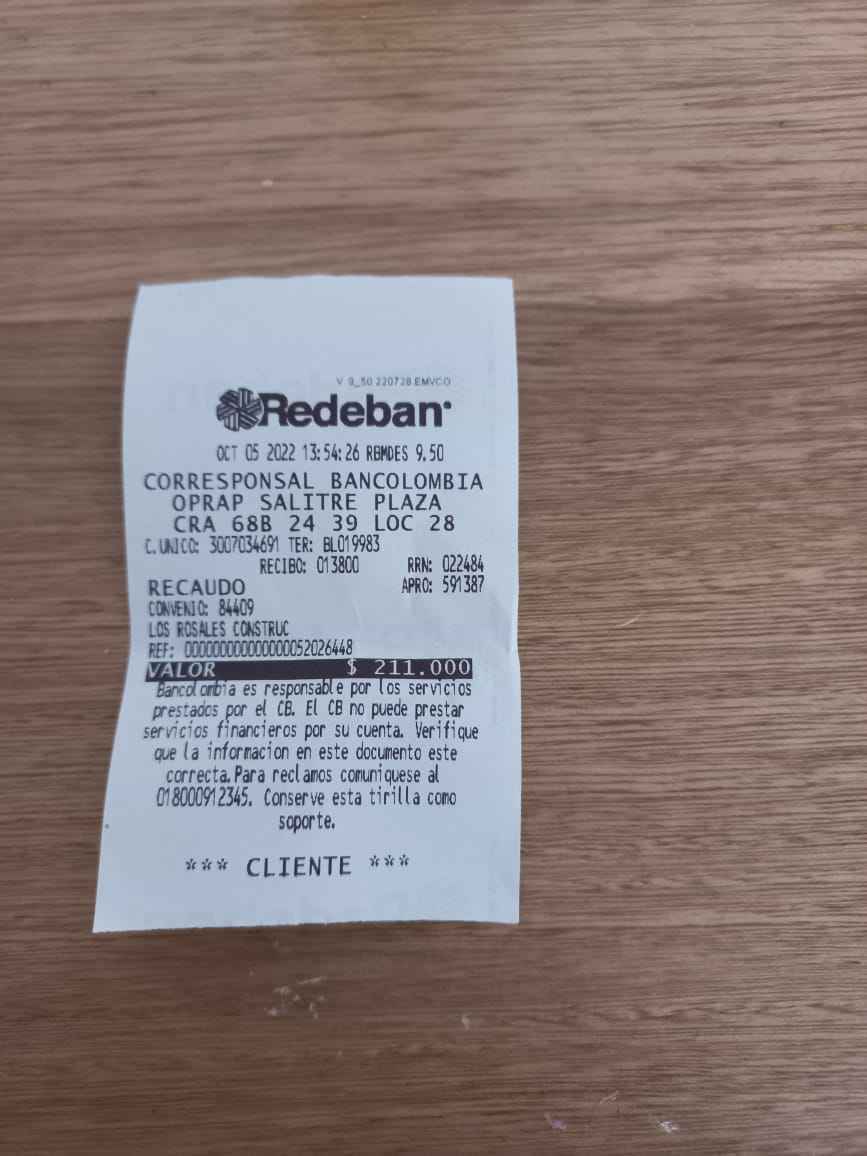 V 9_50 220728 EMVCO
Redeban
OCT 05 2022 13:54:26 RBMDES 9,50
CORRESPONSAL BANCOLOMBIA
OPRAP SALITRE PLAZA
CRA 68B 24 39 LOC 28
C.UNICO: 3007034691 TER: BL019983
RECIBO: 013800 RRN: 022484
RECAUDO APRO: 591387
CONVENIO: 84409
LOS ROSALES CONSTRUC
REF: 00000000000000052026448
VALOR $ 211.000
Bancolombia es responsable por los servicios
prestados por el CB. El CB no puede prestar
servicios financieros por su cuenta. Verifique
que la informacion en este documento este
correcta.Para reclamos comuniquese al
018000912345. Conserve esta tirilla como
soporte.
*** CLIENTE ***